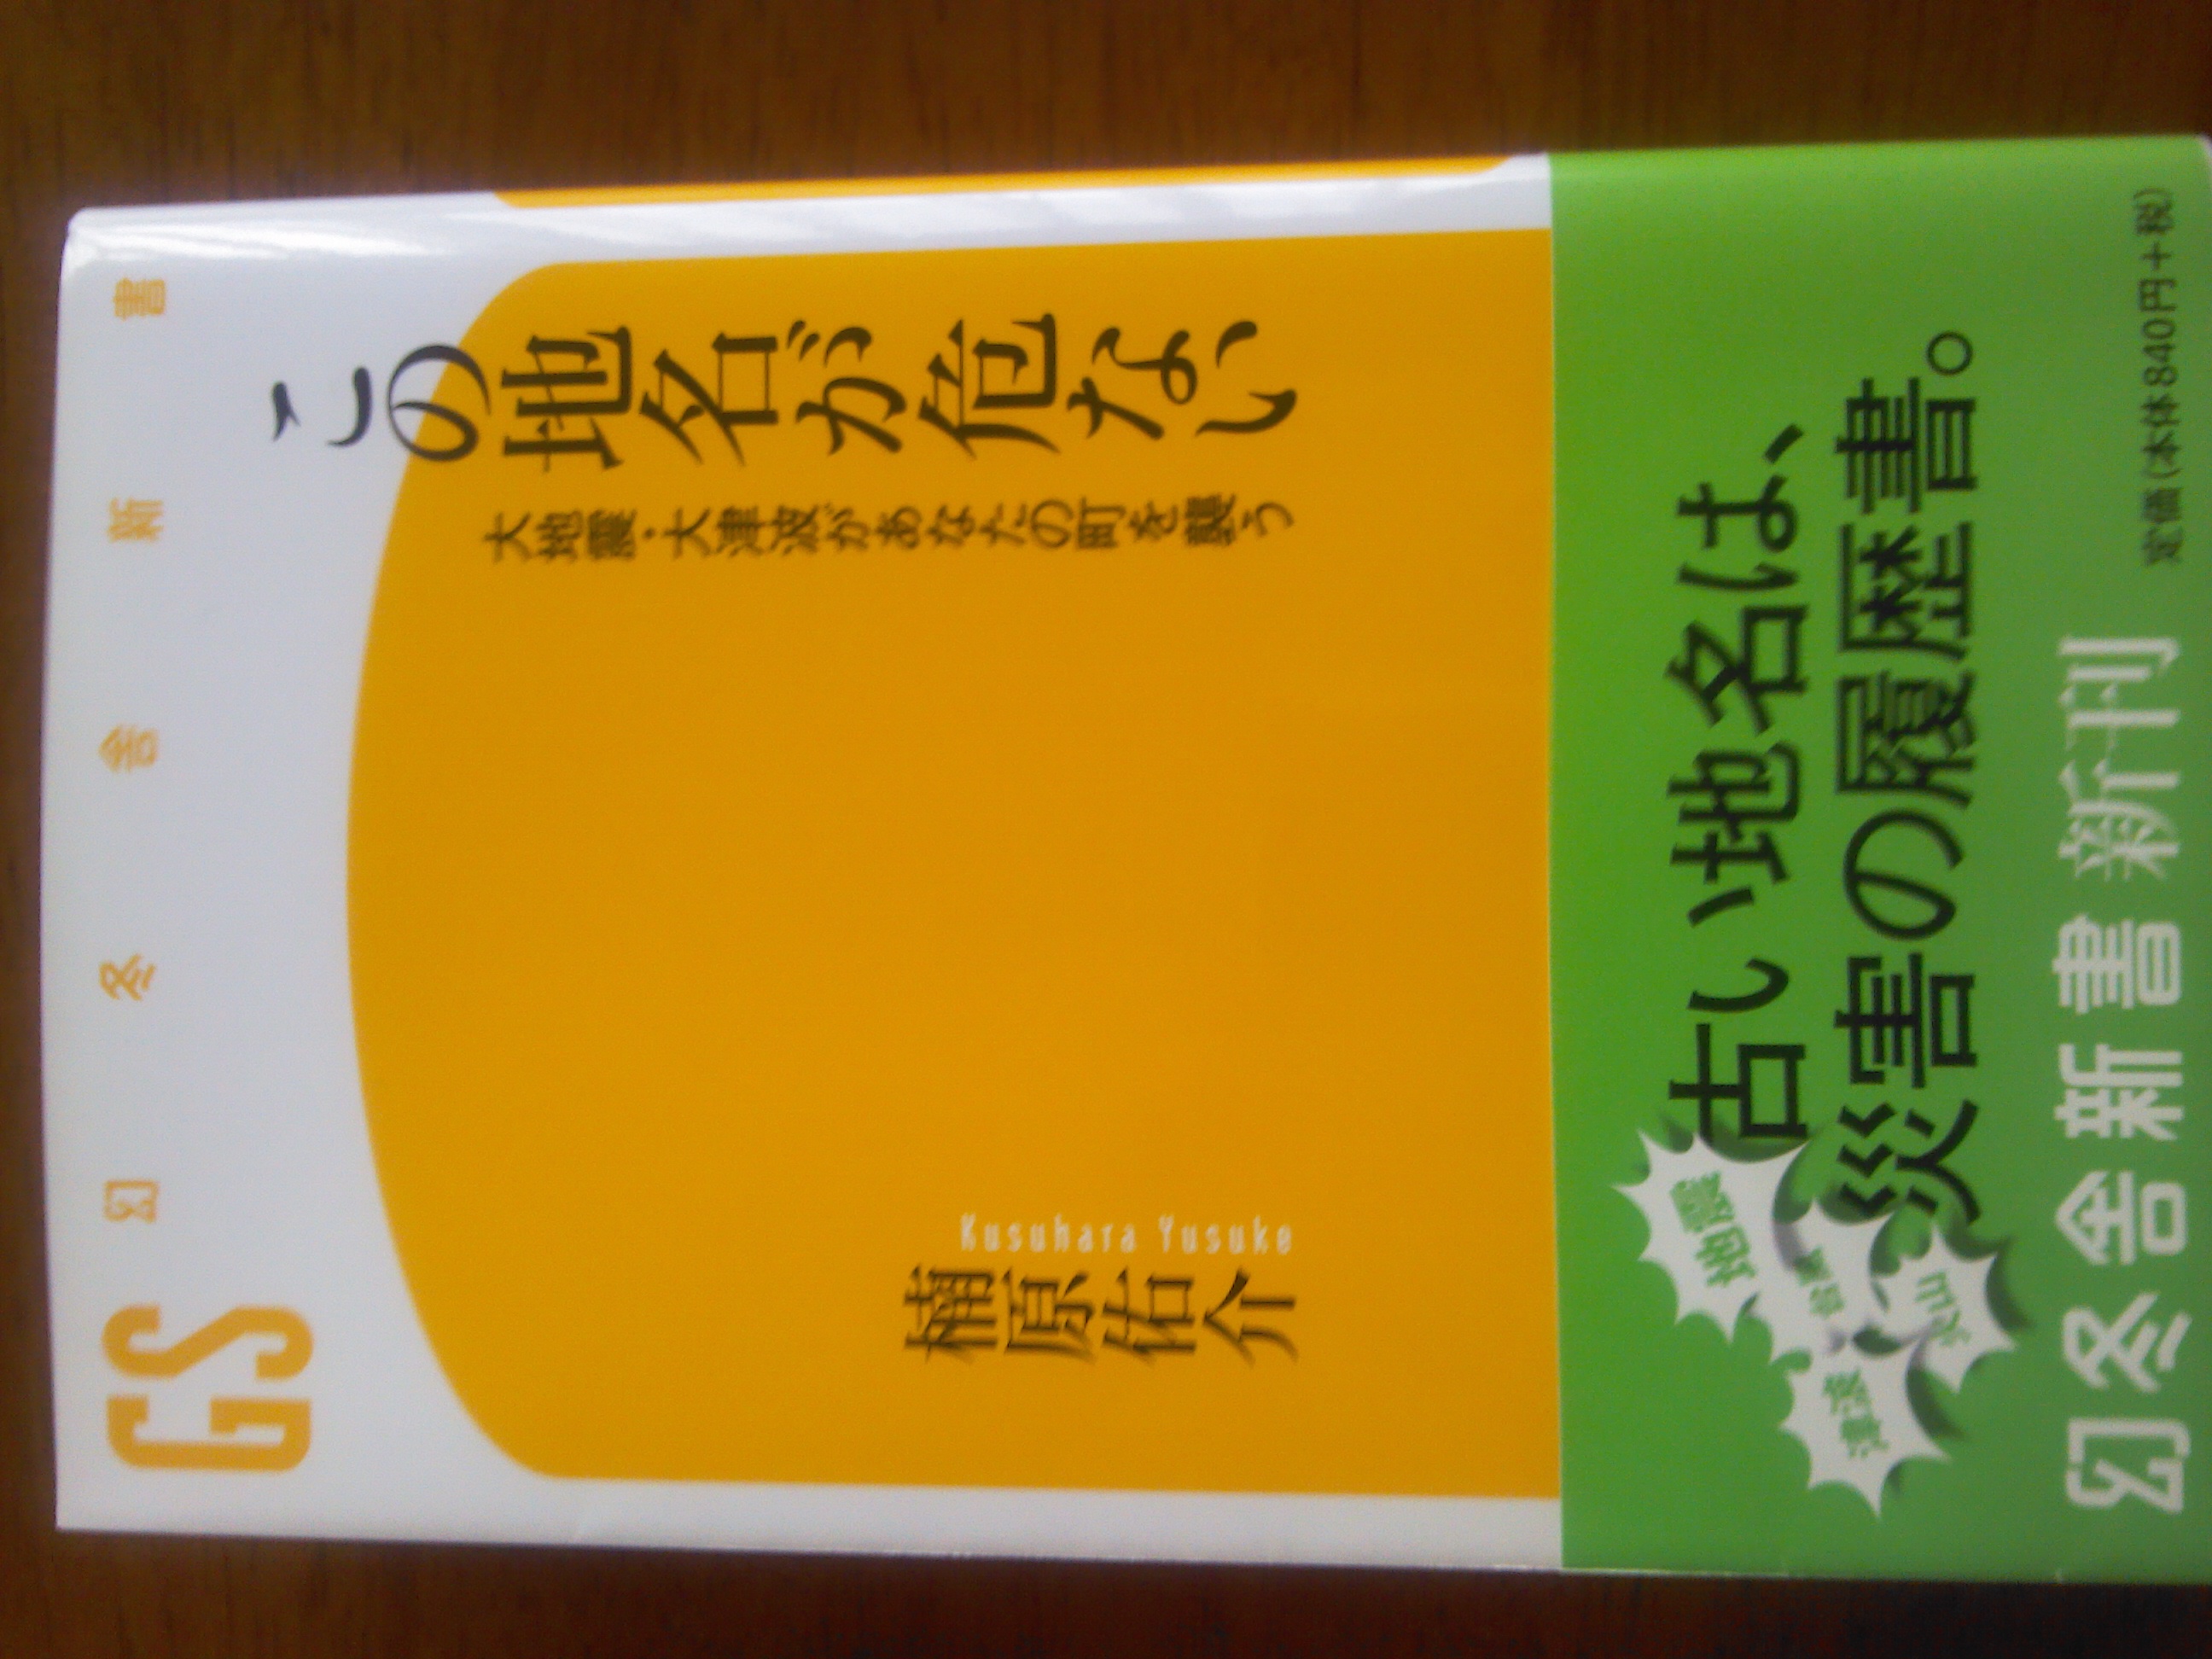 GS 幻冬舎新書
この地名が危ない
大地震・大津波があなたの町を襲う
Kusuhara Yusuke
楠原佑介
古い地名は、
災害の履歴書。
地震
台風
火山
津波
幻冬舎新書 新刊
定価(本体840円+税)